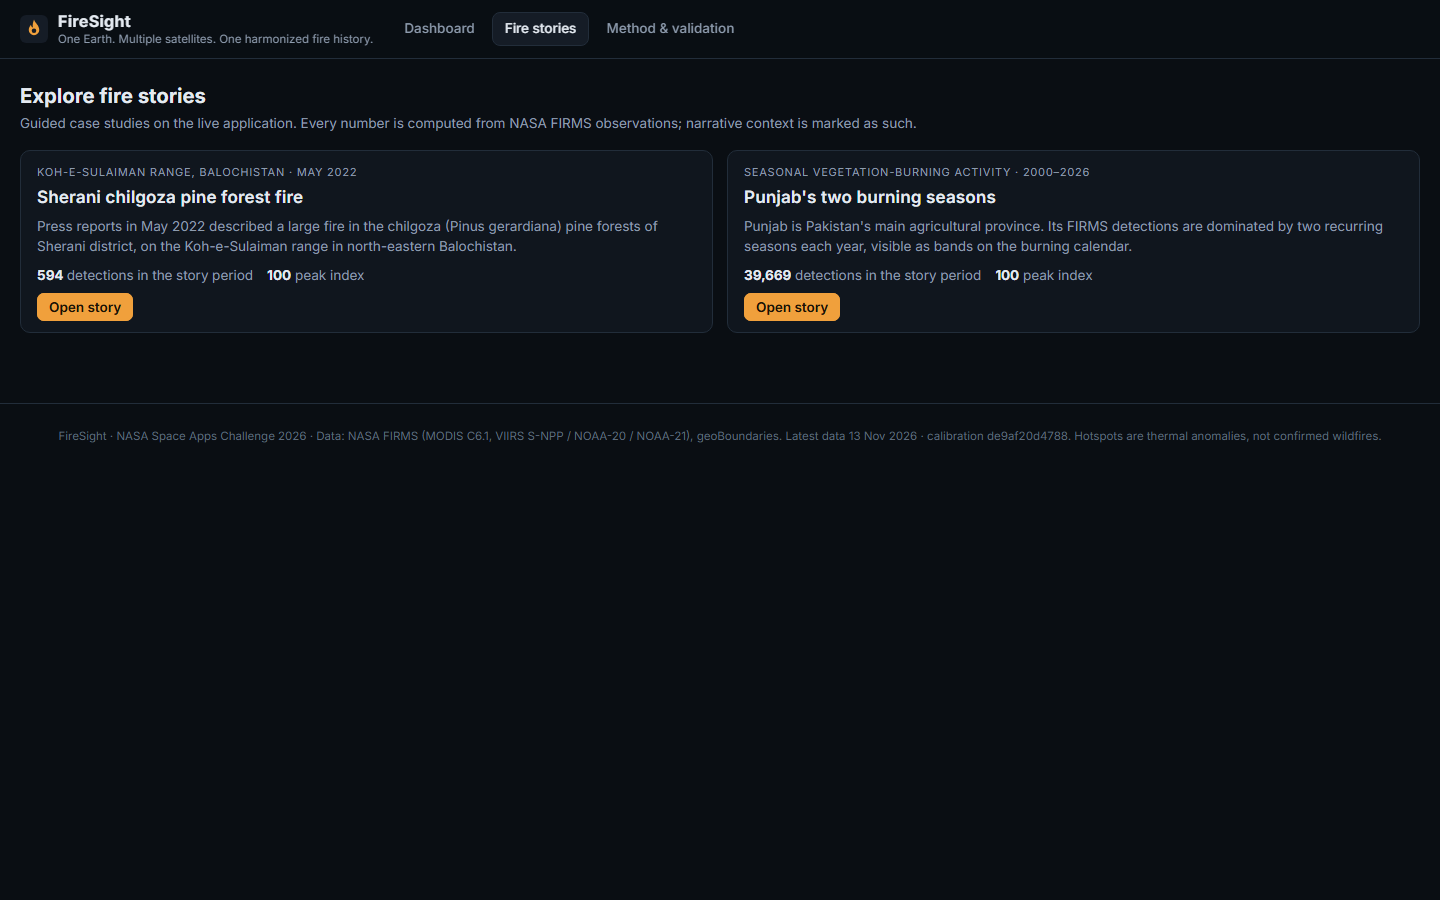 FireSight
One Earth. Multiple satellites. One harmonized fire history.
Dashboard
Fire stories
Method & validation
Explore fire stories
Guided case studies on the live application. Every number is computed from NASA FIRMS observations; narrative context is marked as such.
KOH-E-SULAIMAN RANGE, BALOCHISTAN · MAY 2022
Sherani chilgoza pine forest fire
Press reports in May 2022 described a large fire in the chilgoza (Pinus gerardiana) pine forests of
Sherani district, on the Koh-e-Sulaiman range in north-eastern Balochistan.
594 detections in the story period 100 peak index
Open story
SEASONAL VEGETATION-BURNING ACTIVITY · 2000–2026
Punjab's two burning seasons
Punjab is Pakistan's main agricultural province. Its FIRMS detections are dominated by two recurring
seasons each year, visible as bands on the burning calendar.
39,669 detections in the story period 100 peak index
Open story
FireSight · NASA Space Apps Challenge 2026 · Data: NASA FIRMS (MODIS C6.1, VIIRS S-NPP / NOAA-20 / NOAA-21), geoBoundaries. Latest data 13 Nov 2026 · calibration de9af20d4788. Hotspots are thermal anomalies, not confirmed wildfires.